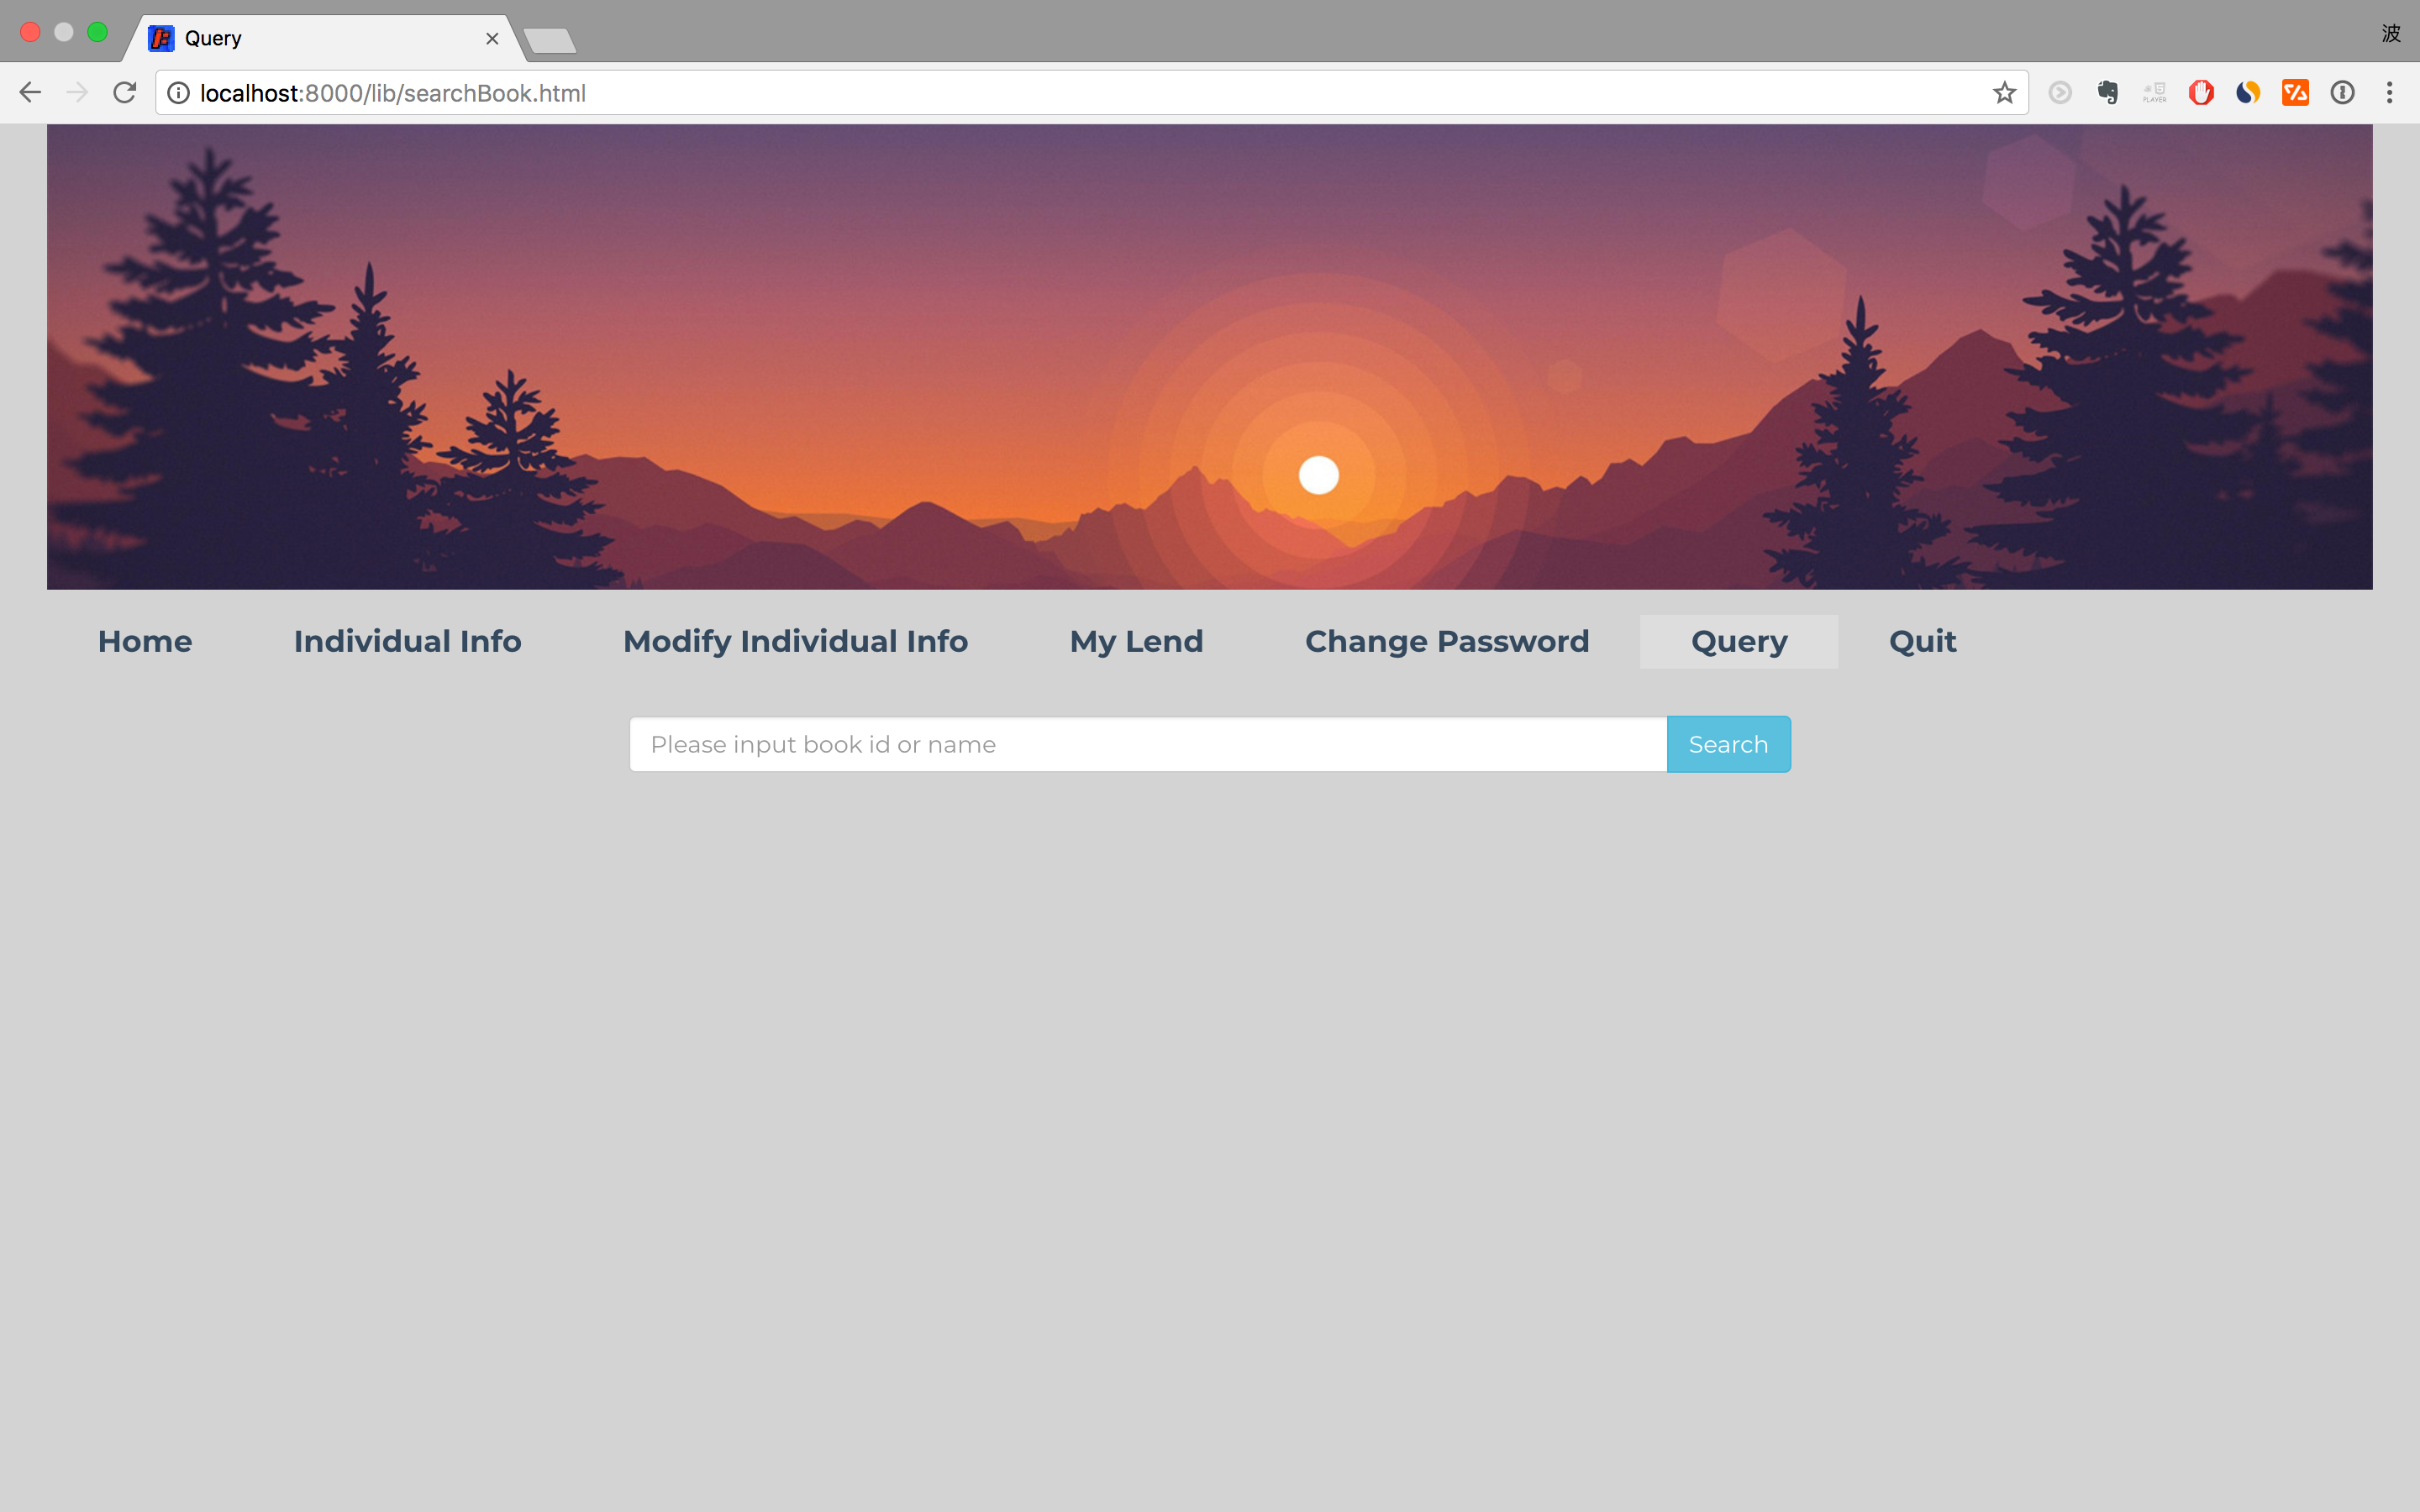 Query
波
localhost:8000/lib/searchBook.html
PLAYER
Home Individual Info Modify Individual Info My Lend Change Password Query Quit
Please input book id or name Search